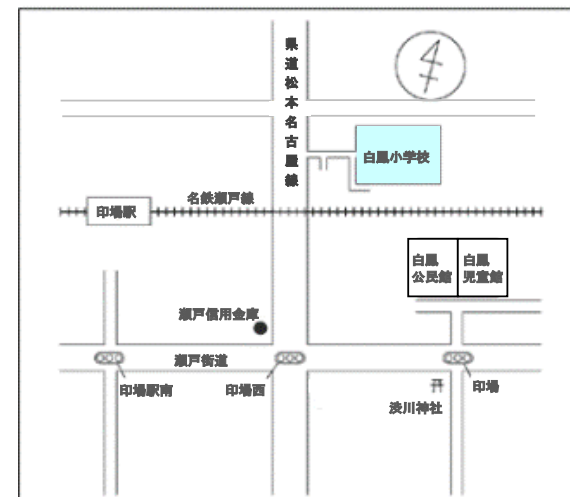 県道松本名古屋線
白鳳小学校
名鉄瀬戸線
印場駅
白鳳
公民館
白鳳
児童館
瀬戸信用金庫
瀬戸街道
印場駅南
印場西
印場
渋川神社